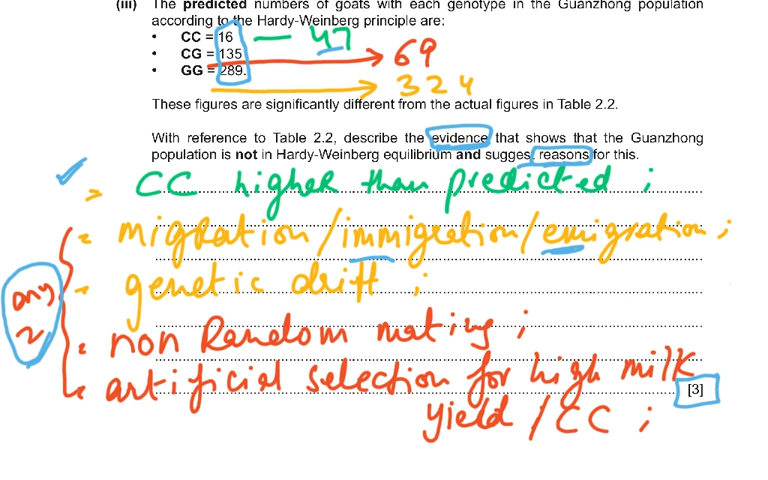 (iii) The predicted numbers of goats with each genotype in the Guanzhong population
according to the Hardy-Weinberg principle are:
• CC = 16 — 47
• CG = 135 → 69
• GG = 289. → 324
These figures are significantly different from the actual figures in Table 2.2.
With reference to Table 2.2, describe the evidence that shows that the Guanzhong
population is not in Hardy-Weinberg equilibrium and suggest reasons for this.
CC higher than predicted ;
migration/immigration/emigration ;
genetic drift ;
any 2
non Random mating ;
artificial selection for high milk
[3]
yield / CC ;